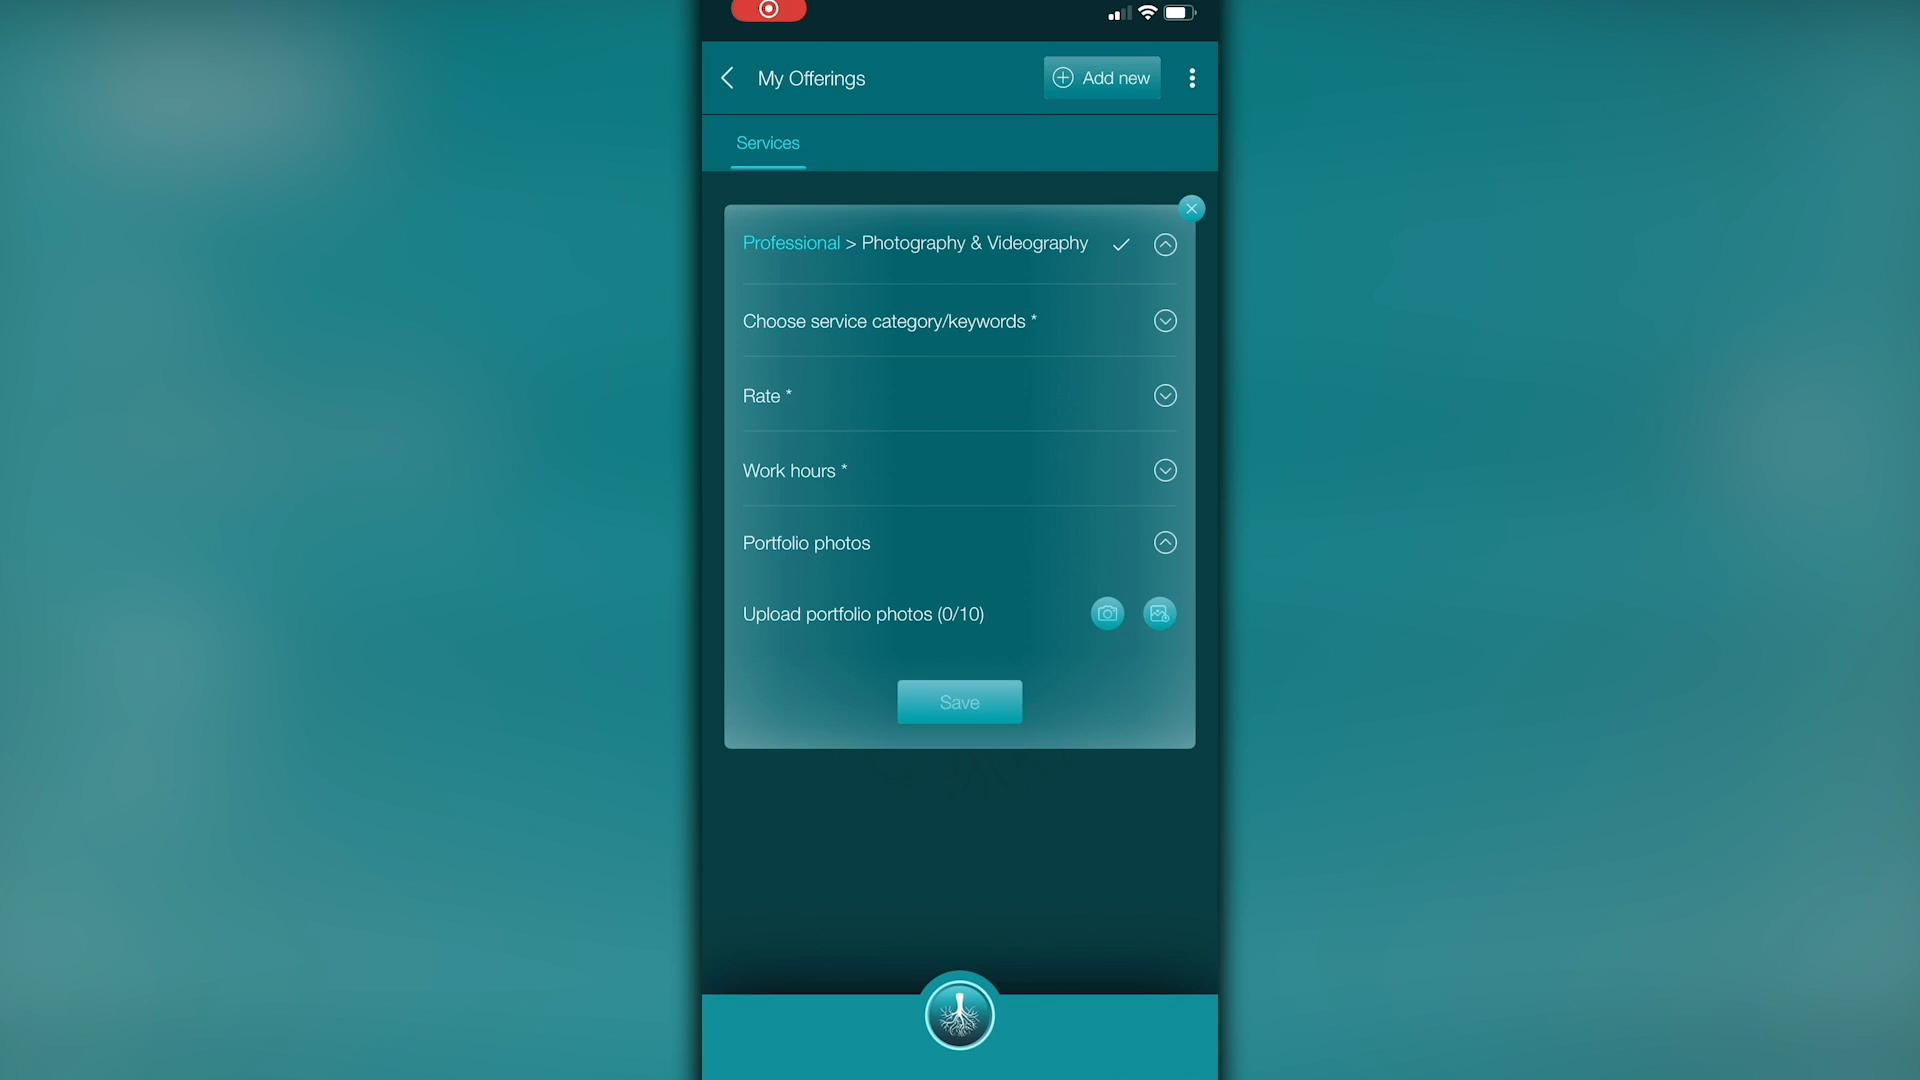 My Offerings
Add new
Services
Professional > Photography & Videography
Choose service category/keywords *
Rate *
Work hours *
Portfolio photos
Upload portfolio photos (0/10)
Save